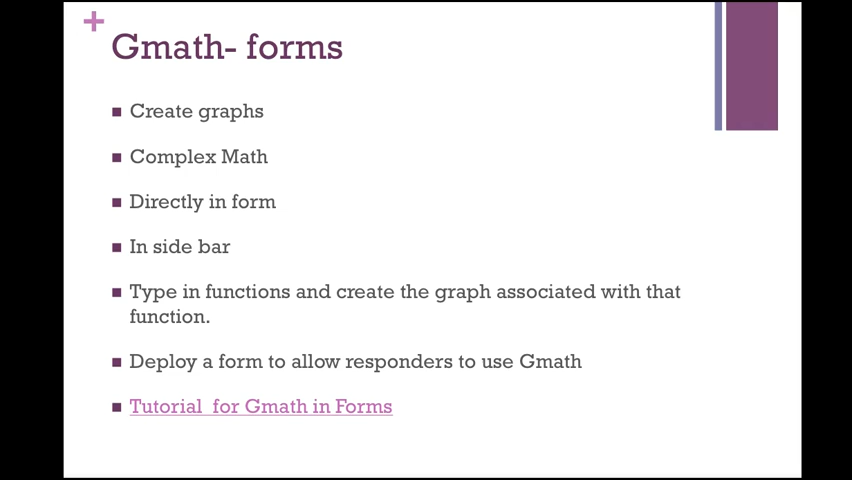 +
Gmath- forms
Create graphs
Complex Math
Directly in form
In side bar
Type in functions and create the graph associated with that
function.
Deploy a form to allow responders to use Gmath
Tutorial  for Gmath in Forms